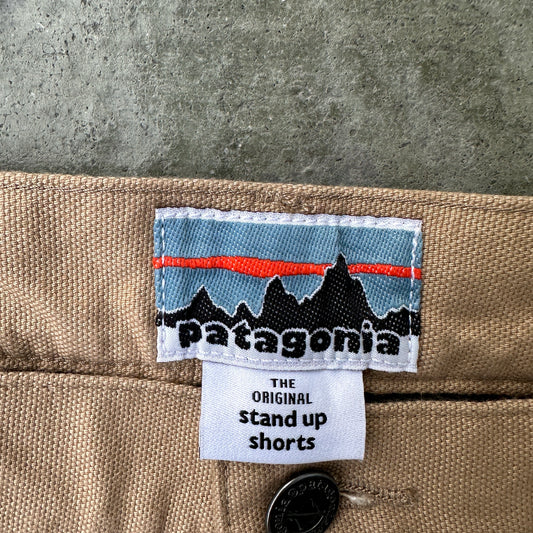 patagonia
THE
ORIGINAL
stand up
shorts